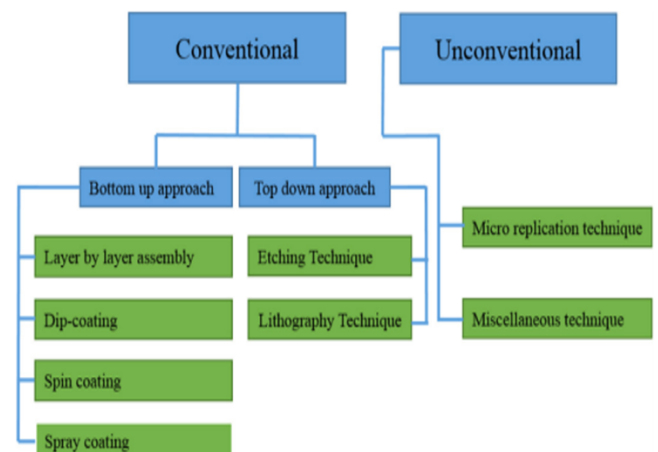 Conventional
Unconventional
Bottom up approach
Top down approach
Layer by layer assembly
Etching Technique
Micro replication technique
Dip-coating
Lithography Technique
Miscellaneous technique
Spin coating
Spray coating